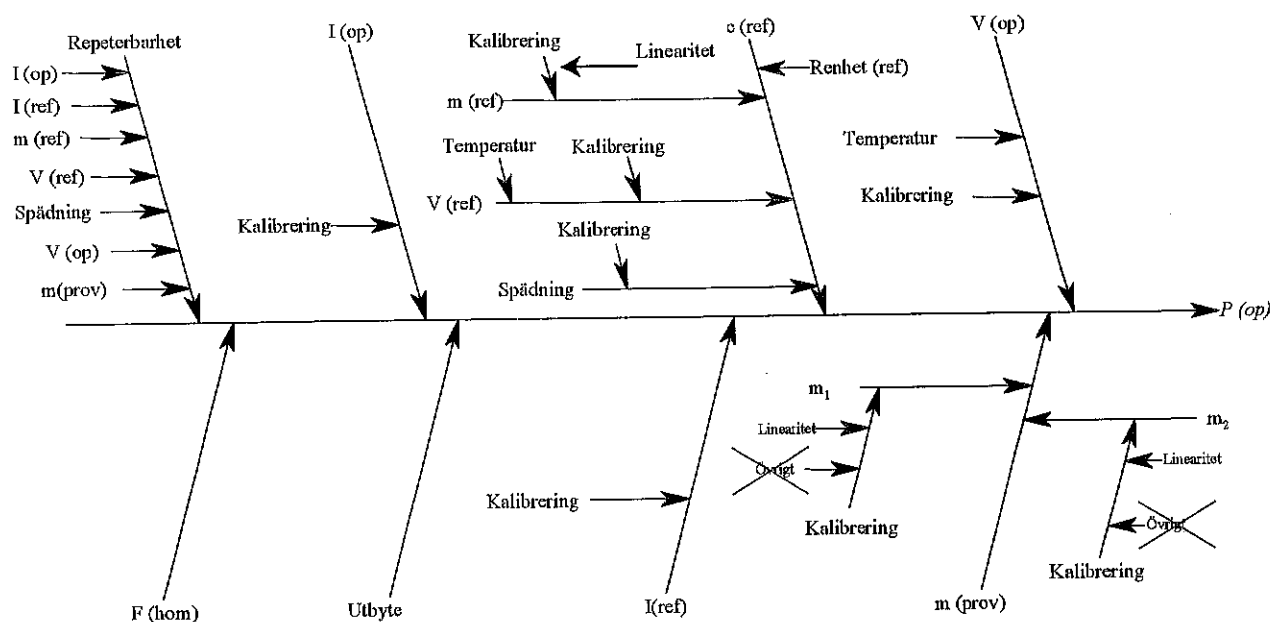 Repeterbarhet
I (op)
I (ref)
m (ref)
V (ref)
Spädning
V (op)
m(prov)
I (op)
Kalibrering
c (ref)
Kalibrering
Linearitet
Renhet (ref)
m (ref)
Temperatur
Kalibrering
V (ref)
Kalibrering
Spädning
V (op)
Temperatur
Kalibrering
P (op)
F (hom)
Utbyte
Kalibrering
I(ref)
m1
Linearitet
Övrigt
Kalibrering
m (prov)
m2
Linearitet
Övrigt
Kalibrering